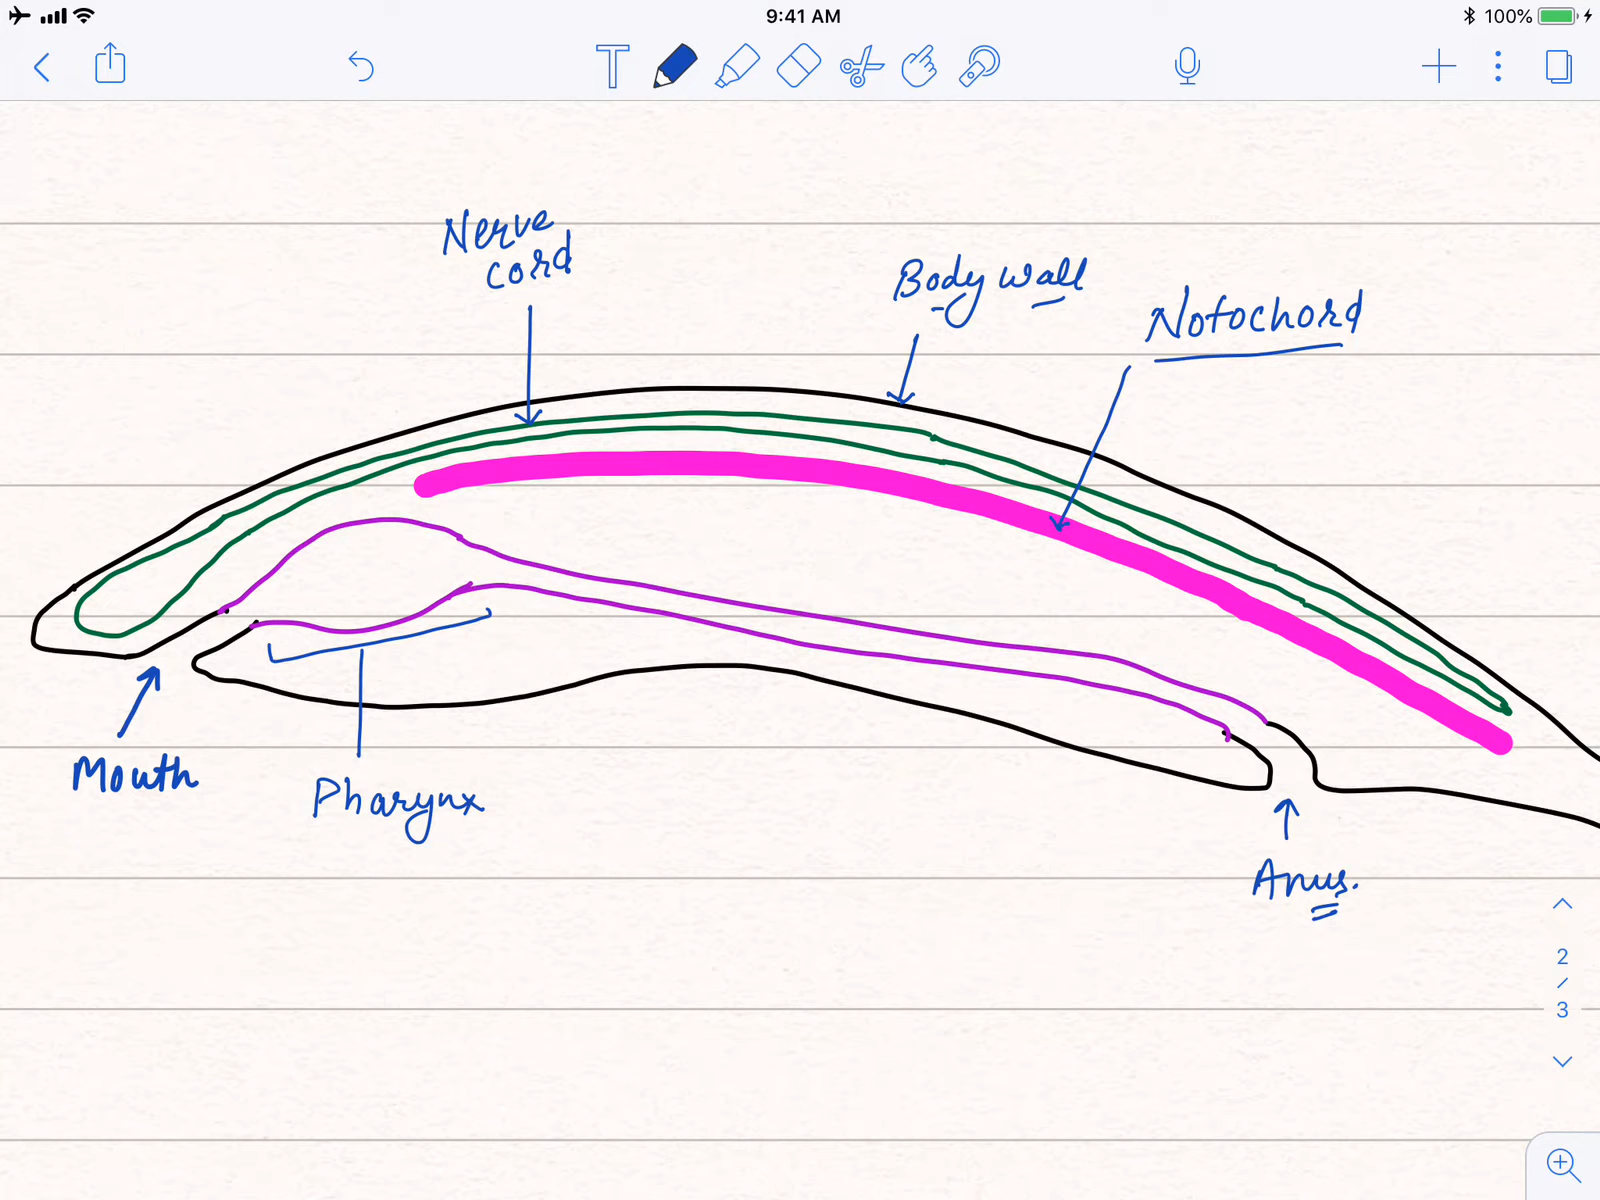 9:41 AM
100%
T
Nerve
cord
Body wall
Notochord
Mouth
Pharynx
Anus.
2
/
3